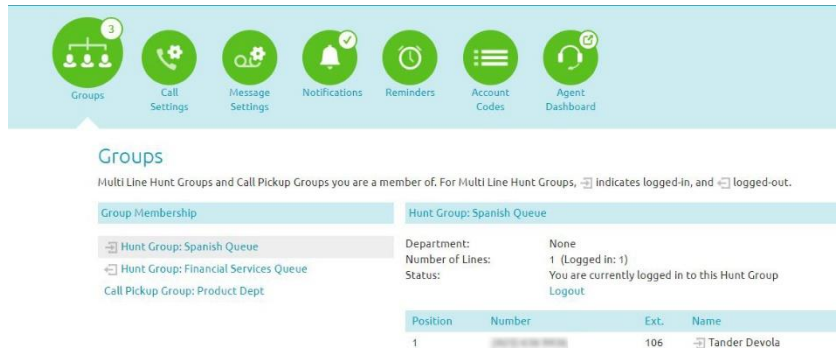 3
Groups
Call Settings
Message Settings
Notifications
Reminders
Account Codes
Agent Dashboard
Groups
Multi Line Hunt Groups and Call Pickup Groups you are a member of. For Multi Line Hunt Groups, indicates logged-in, and logged-out.
Group Membership
Hunt Group: Spanish Queue
Hunt Group: Financial Services Queue
Call Pickup Group: Product Dept
Hunt Group: Spanish Queue
Department: None
Number of Lines: 1 (Logged in: 1)
Status: You are currently logged in to this Hunt Group
Logout
Position Number Ext. Name
1 106 Tander Devola